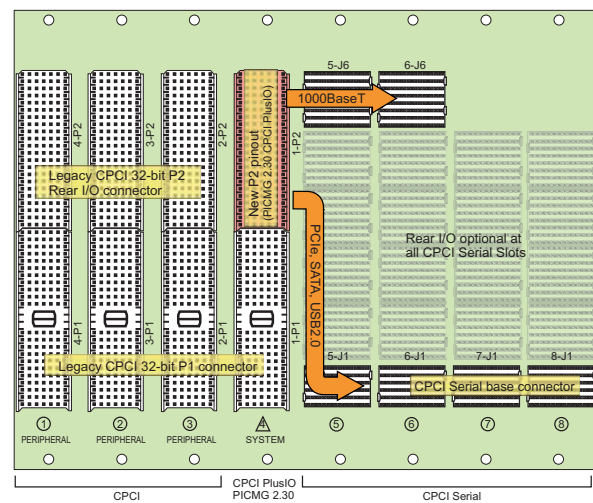 5-J6
6-J6
4-P2
3-P2
2-P2
1-P2
New P2 pinout
(PICMG 2.30 CPCI PlusIO)
1000BaseT
Legacy CPCI 32-bit P2
Rear I/O connector
PCIe, SATA, USB2.0
Rear I/O optional at
all CPCI Serial Slots
4-P1
3-P1
2-P1
1-P1
Legacy CPCI 32-bit P1 connector
5-J1
6-J1
7-J1
8-J1
CPCI Serial base connector
1
2
3
4
5
6
7
8
PERIPHERAL
PERIPHERAL
PERIPHERAL
SYSTEM
CPCI
CPCI PlusIO
PICMG 2.30
CPCI Serial